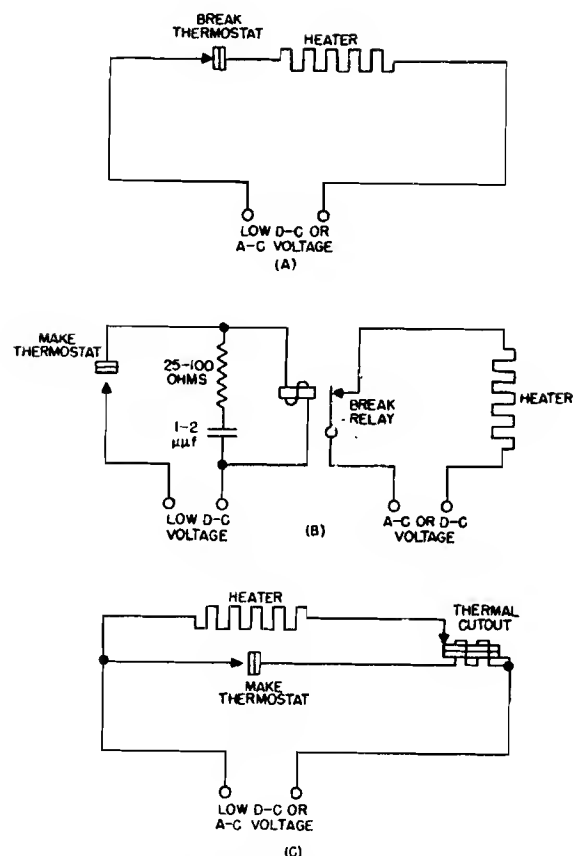 BREAK
THERMOSTAT
HEATER
LOW D-C OR
A-C VOLTAGE
(A)
MAKE
THERMOSTAT
25-100
OHMS
1-2
μμf
BREAK
RELAY
HEATER
LOW D-C
VOLTAGE
(B)
A-C OR D-C
VOLTAGE
HEATER
THERMAL
CUTOUT
MAKE
THERMOSTAT
LOW D-C OR
A-C VOLTAGE
(C)